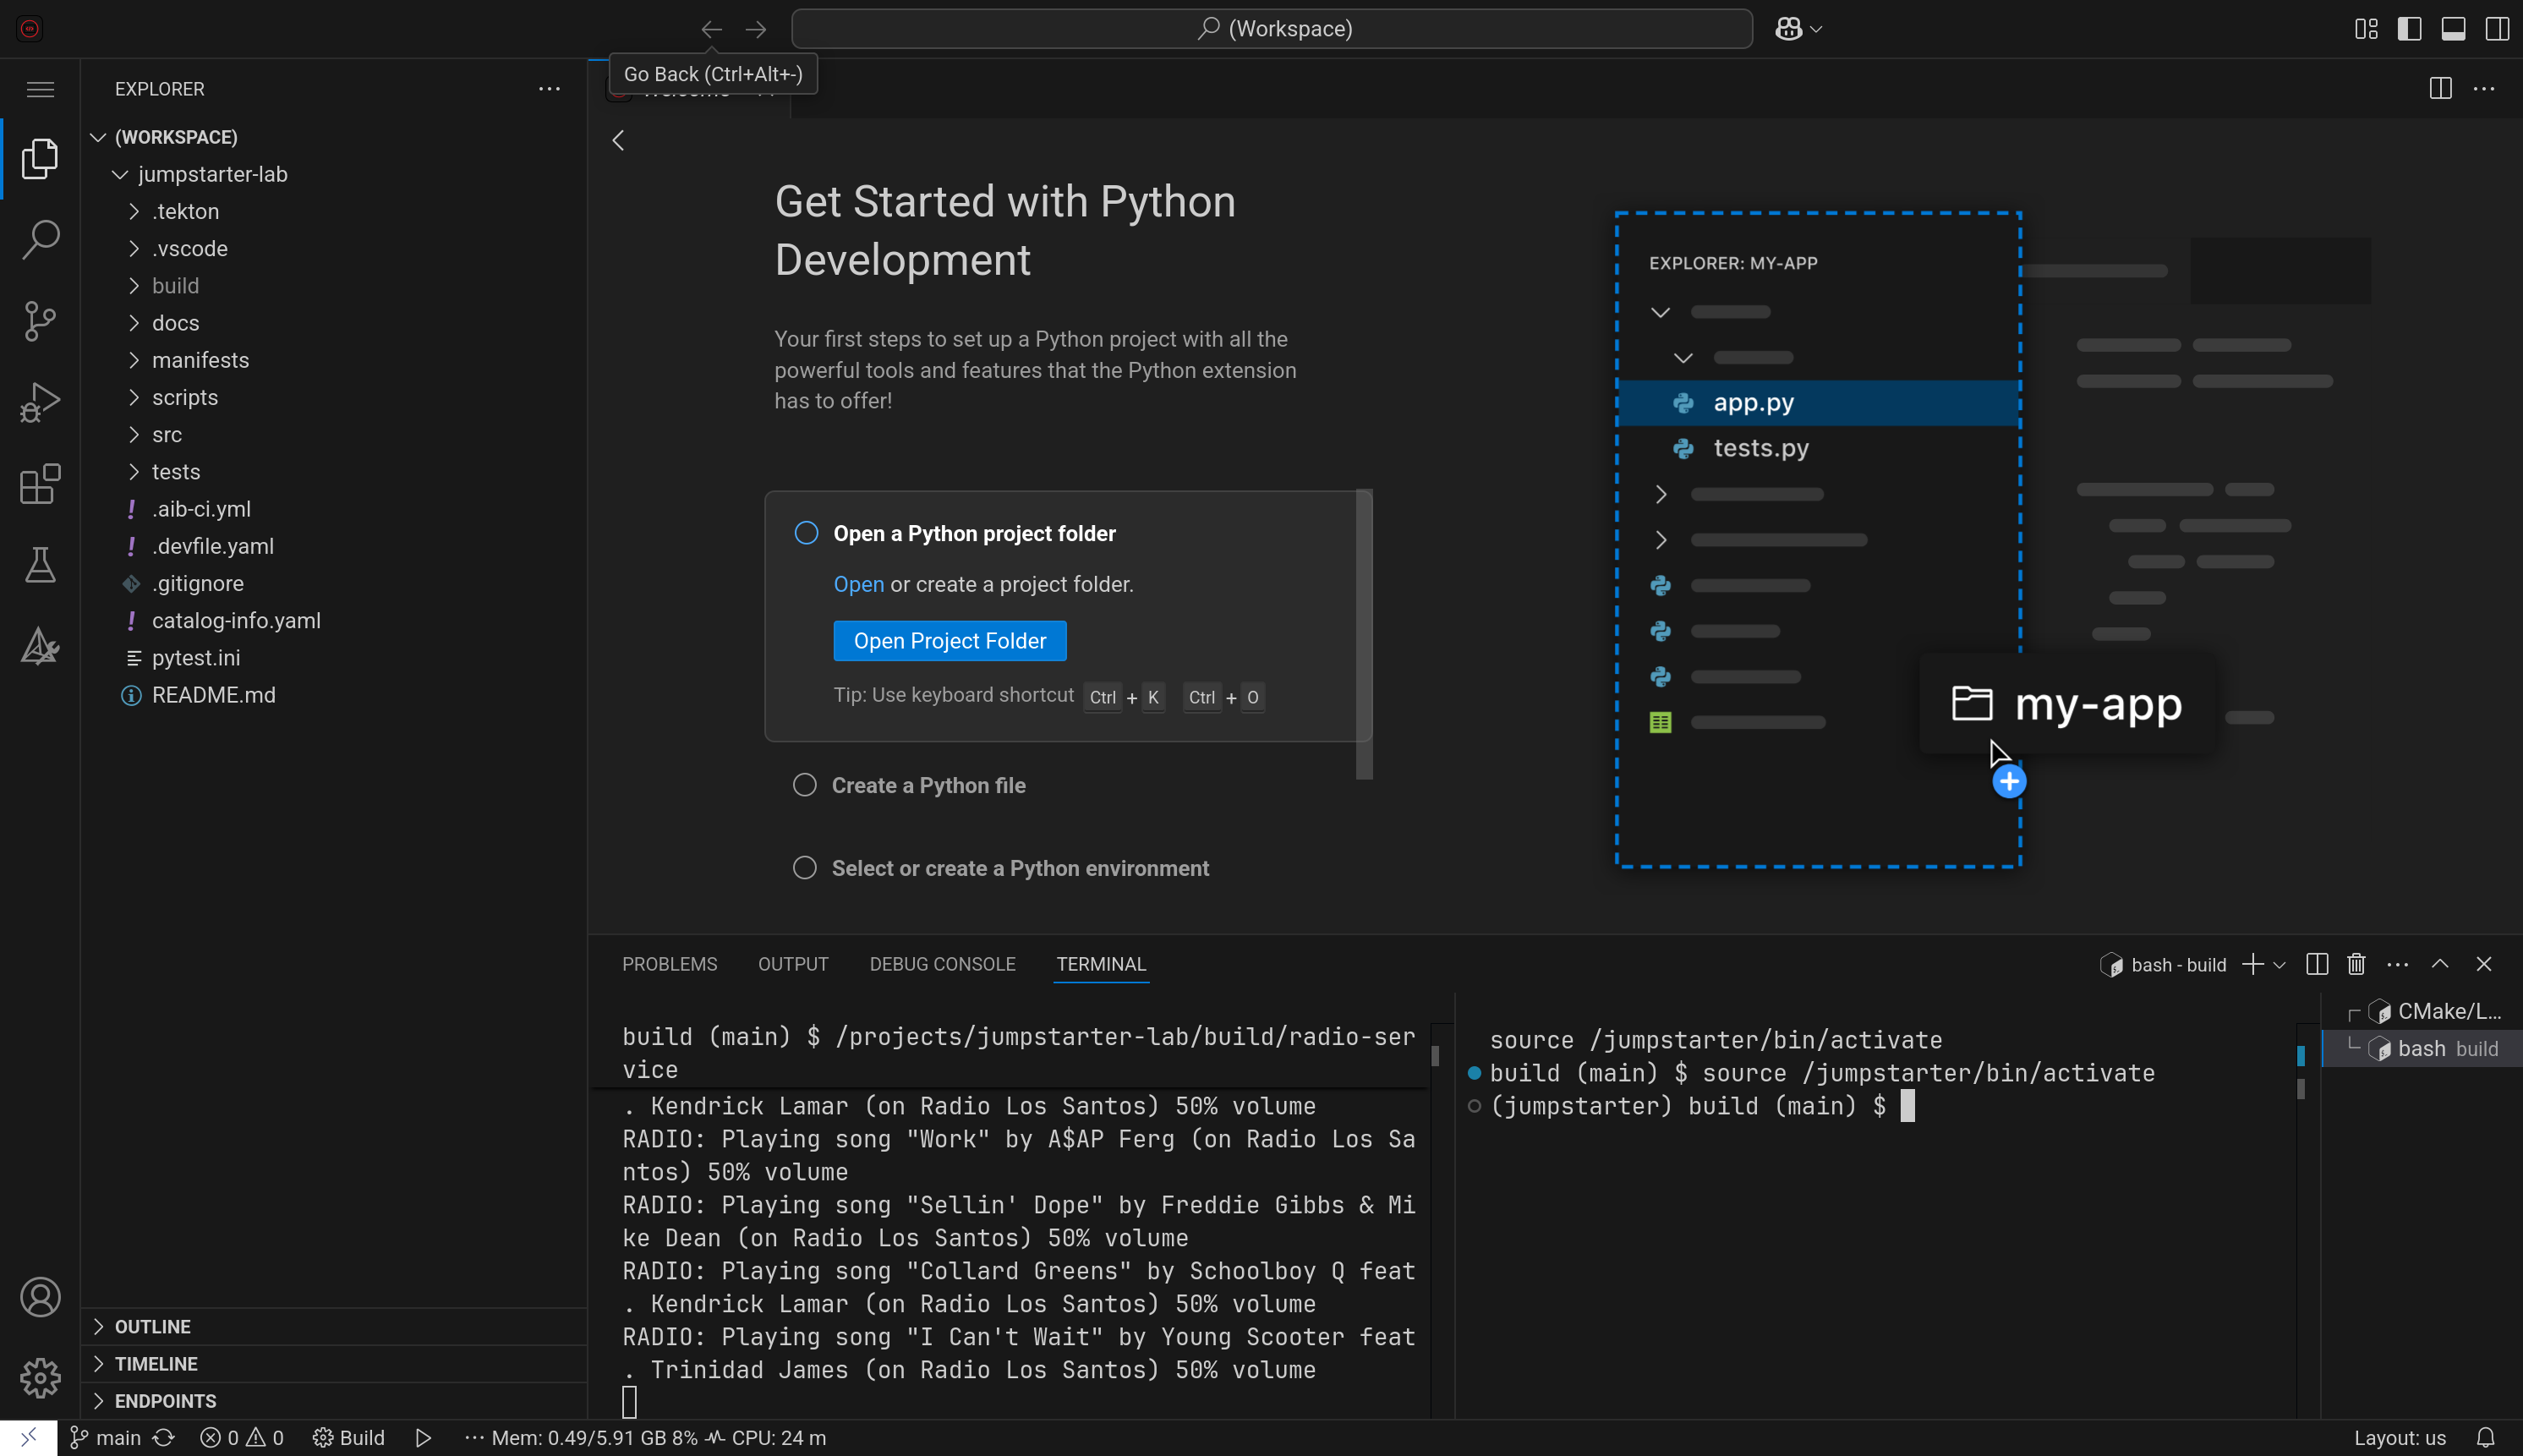 (Workspace)
Go Back (Ctrl+Alt+-)
EXPLORER
(WORKSPACE)
jumpstarter-lab
.tekton
.vscode
build
docs
manifests
scripts
src
tests
.aib-ci.yml
.devfile.yaml
.gitignore
catalog-info.yaml
pytest.ini
README.md
OUTLINE
TIMELINE
ENDPOINTS
Get Started with Python
Development
Your first steps to set up a Python project with all the
powerful tools and features that the Python extension
has to offer!
Open a Python project folder
Open or create a project folder.
Open Project Folder
Tip: Use keyboard shortcut Ctrl + K Ctrl + O
Create a Python file
Select or create a Python environment
EXPLORER: MY-APP
app.py
tests.py
my-app
PROBLEMS OUTPUT DEBUG CONSOLE TERMINAL
bash - build
build (main) $ /projects/jumpstarter-lab/build/radio-ser
vice
. Kendrick Lamar (on Radio Los Santos) 50% volume
RADIO: Playing song "Work" by A$AP Ferg (on Radio Los Sa
ntos) 50% volume
RADIO: Playing song "Sellin' Dope" by Freddie Gibbs & Mi
ke Dean (on Radio Los Santos) 50% volume
RADIO: Playing song "Collard Greens" by Schoolboy Q feat
. Kendrick Lamar (on Radio Los Santos) 50% volume
RADIO: Playing song "I Can't Wait" by Young Scooter feat
. Trinidad James (on Radio Los Santos) 50% volume
source /jumpstarter/bin/activate
build (main) $ source /jumpstarter/bin/activate
(jumpstarter) build (main) $
CMake/L...
bash build
main 0 0 Build ··· Mem: 0.49/5.91 GB 8% CPU: 24 m
Layout: us